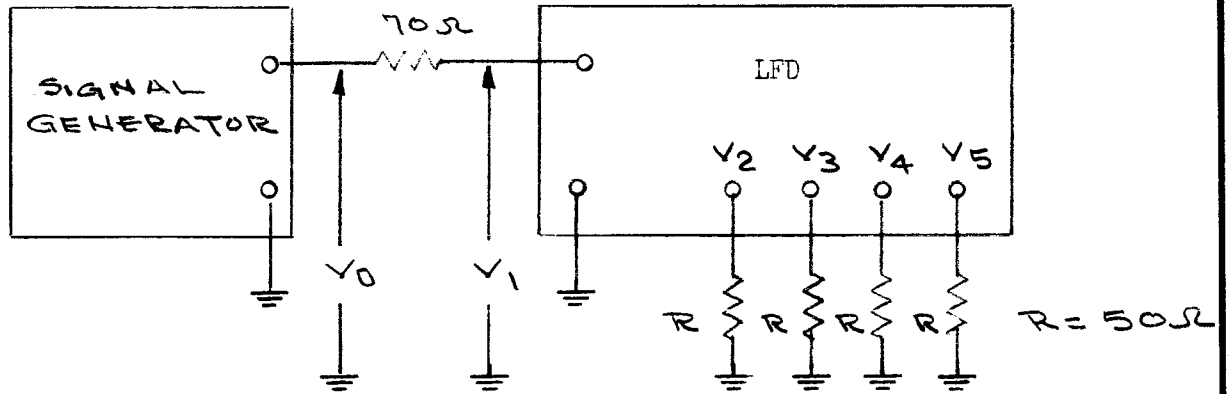 70Ω
SIGNAL
GENERATOR
LFD
V0
V1
V2 V3 V4 V5
R R R R R = 50Ω